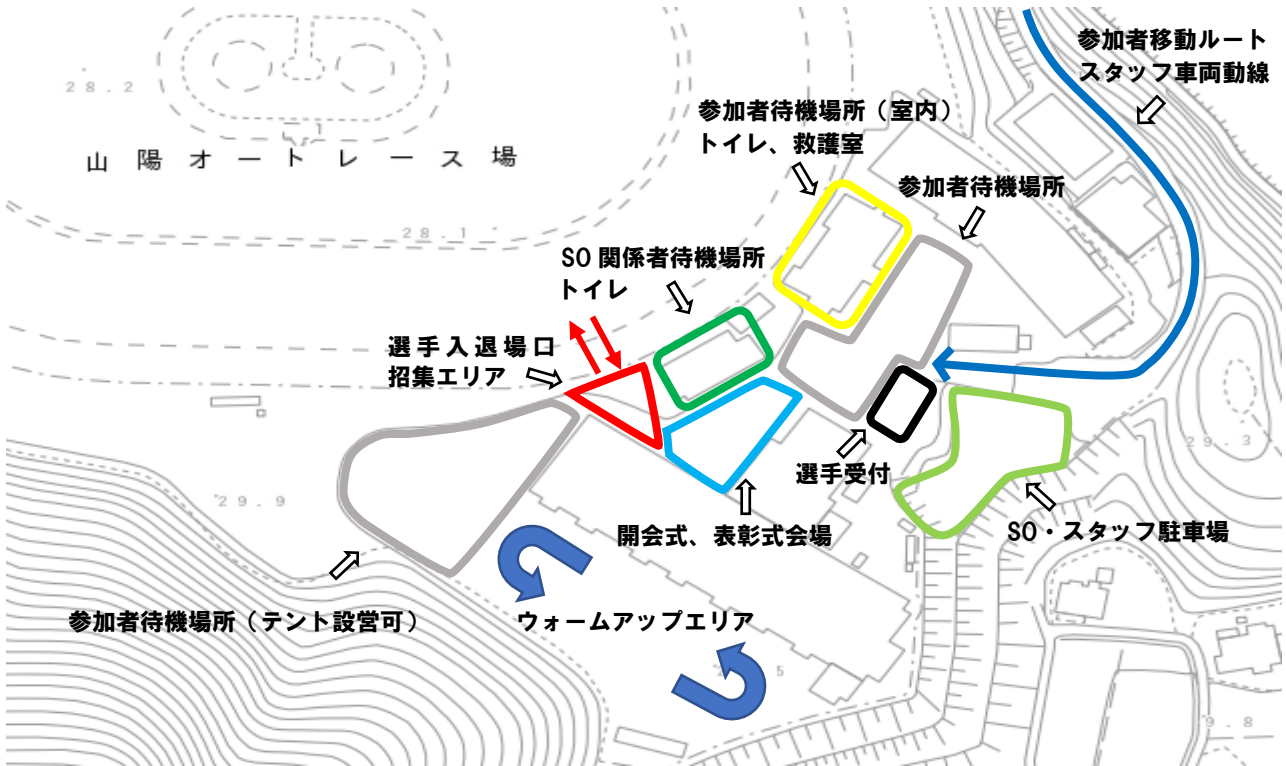 参加者移動ルート
スタッフ車両動線
28.2
参加者待機場所（室内）
トイレ、救護室
山陽オートレース場
参加者待機場所
28.1
SO関係者待機場所
トイレ
選手入退場口
招集エリア
29.3
選手受付
29.9
開会式、表彰式会場
SO・スタッフ駐車場
参加者待機場所（テント設営可）
ウォームアップエリア
5
9.8